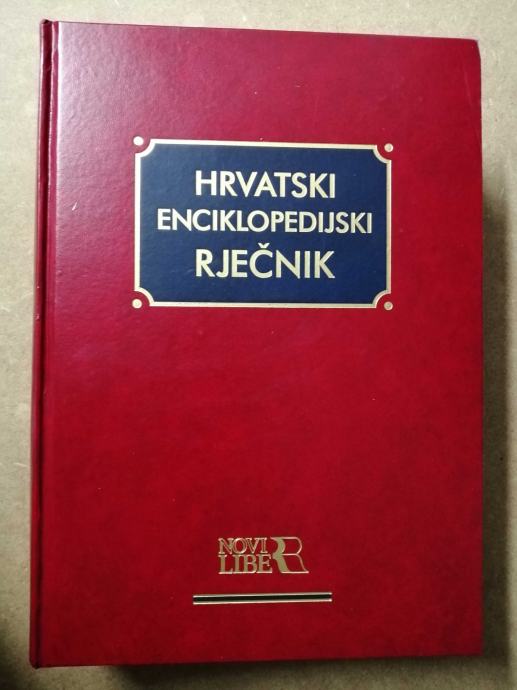 HRVATSKI
ENCIKLOPEDIJSKI
RJEČNIK
NOVI
LIBER